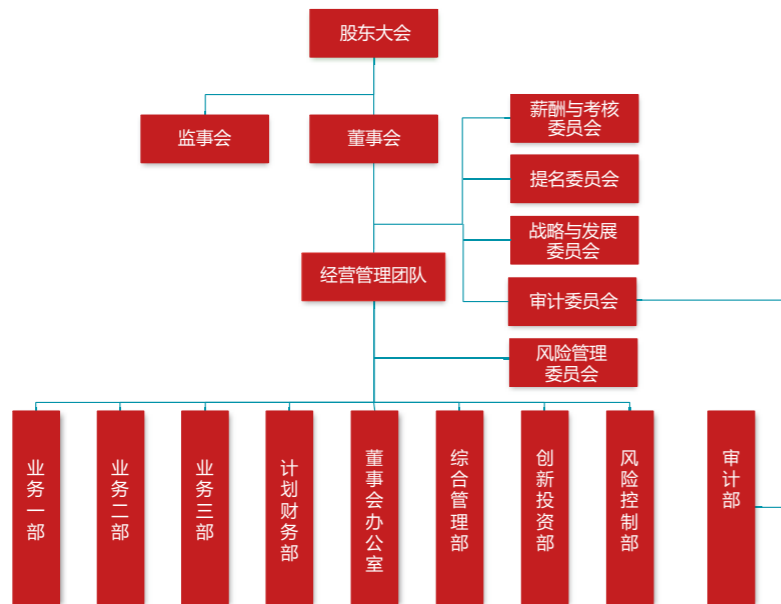 股东大会
监事会
董事会
薪酬与考核
委员会
提名委员会
战略与发展
委员会
经营管理团队
审计委员会
风险管理
委员会
业务一部
业务二部
业务三部
计划财务部
董事会办公室
综合管理部
创新投资部
风险控制部
审计部